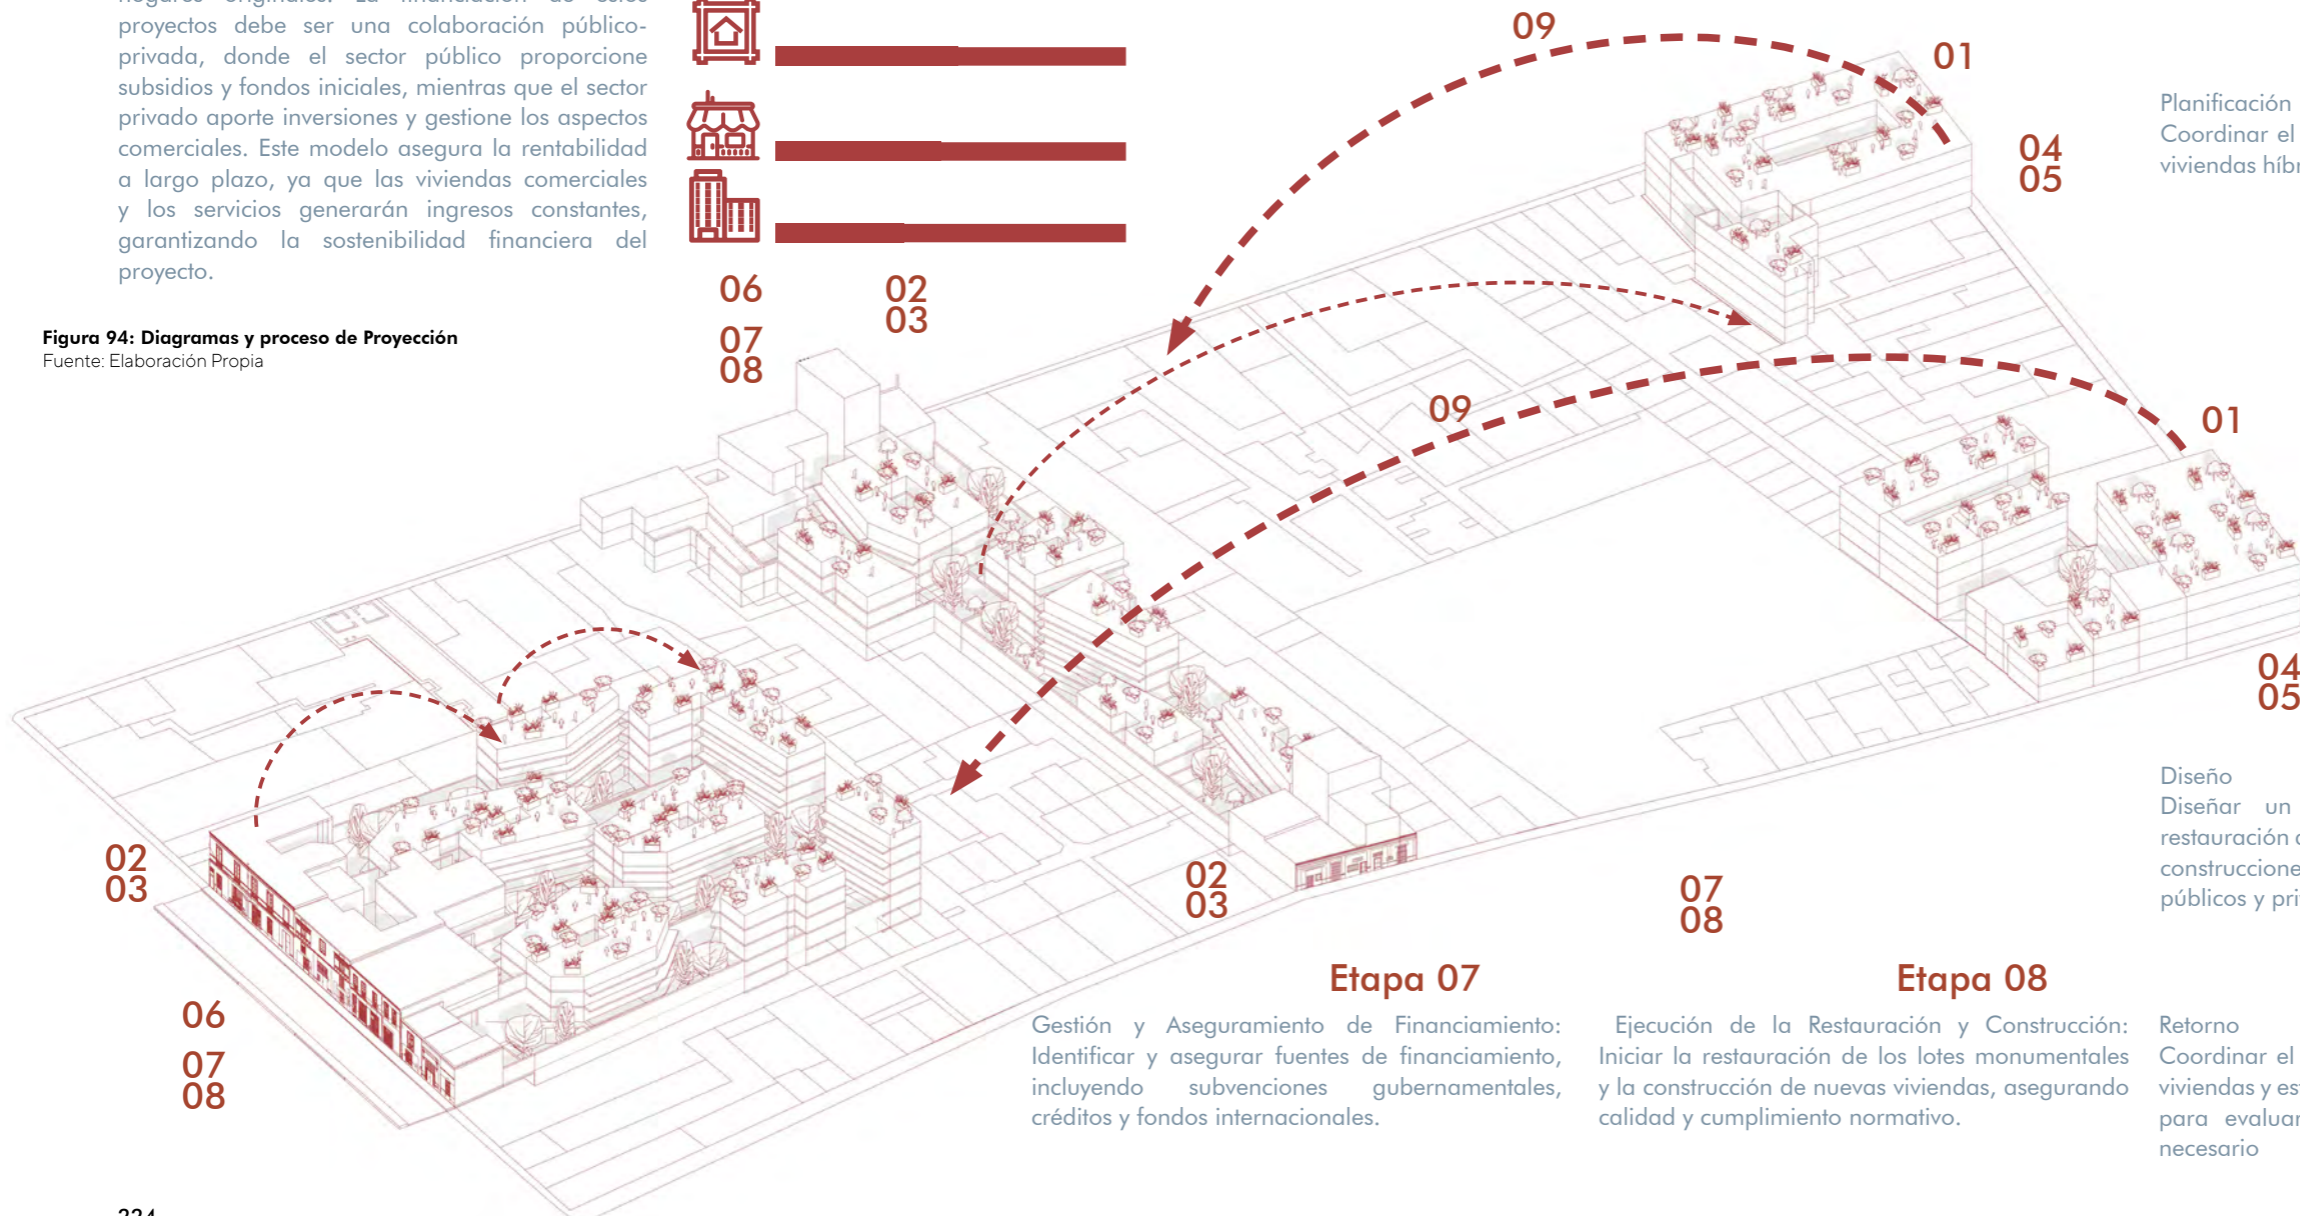 proyectos debe ser una colaboración público-
privada, donde el sector público proporcione
subsidios y fondos iniciales, mientras que el sector
privado aporte inversiones y gestione los aspectos
comerciales. Este modelo asegura la rentabilidad
a largo plazo, ya que las viviendas comerciales
y los servicios generarán ingresos constantes,
garantizando la sostenibilidad financiera del
proyecto.
Figura 94: Diagramas y proceso de Proyección
Fuente: Elaboración Propia
06
07
08
02
03
09
01
04
05
Planificación
Coordinar el
09
01
04
05
02
03
06
07
08
02
03
07
08
Diseño
Diseñar un
restauración
públicos y
Etapa 07
Gestión y Aseguramiento de Financiamiento:
Identificar y asegurar fuentes de financiamiento,
incluyendo subvenciones gubernamentales,
créditos y fondos internacionales.
Etapa 08
Ejecución de la Restauración y Construcción:
Iniciar la restauración de los lotes monumentales
y la construcción de nuevas viviendas, asegurando
calidad y cumplimiento normativo.
Retorno
Coordinar el
viviendas y
para evaluar
necesario